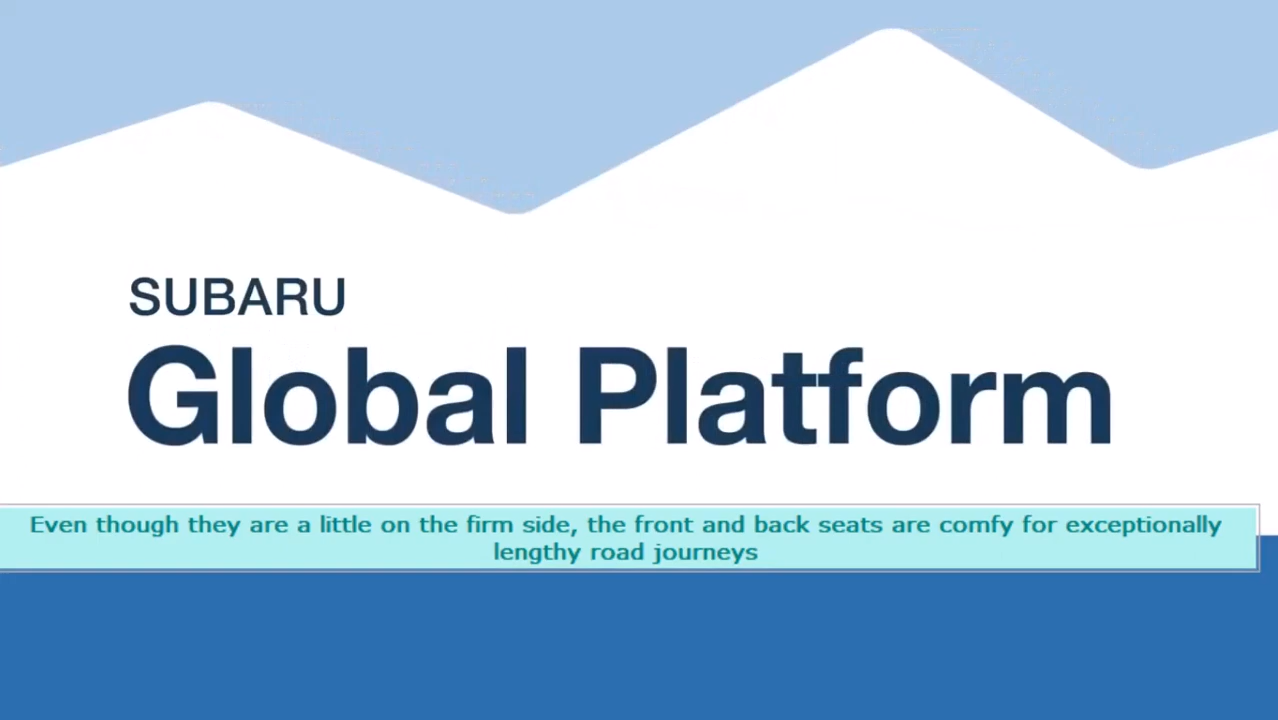 SUBARU
Global Platform
Even though they are a little on the firm side, the front and back seats are comfy for exceptionally
lengthy road journeys